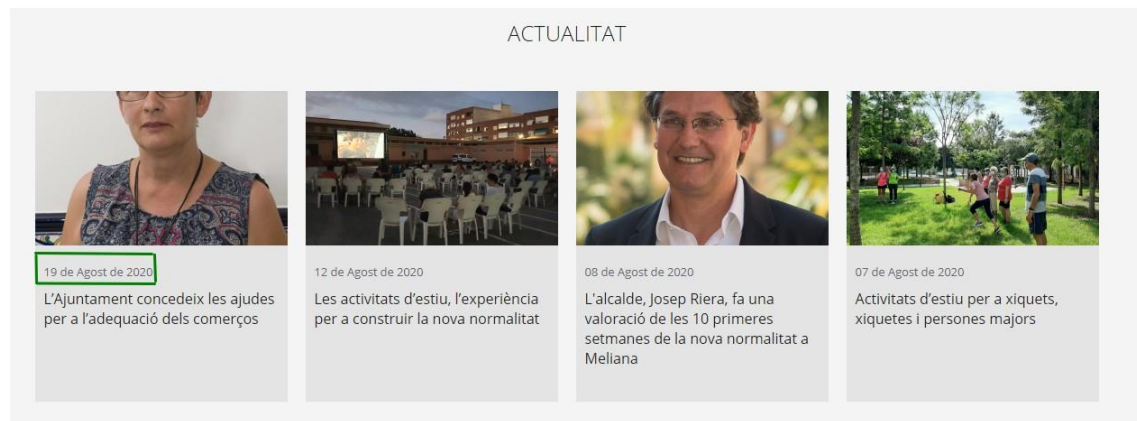 ACTUALITAT
19 de Agost de 2020
L’Ajuntament concedeix les ajudes
per a l’adequació dels comerços
12 de Agost de 2020
Les activitats d’estiu, l’experiència
per a construir la nova normalitat
08 de Agost de 2020
L'alcalde, Josep Riera, fa una
valoració de les 10 primeres
setmanes de la nova normalitat a
Meliana
07 de Agost de 2020
Activitats d’estiu per a xiquets,
xiquetes i persones majors